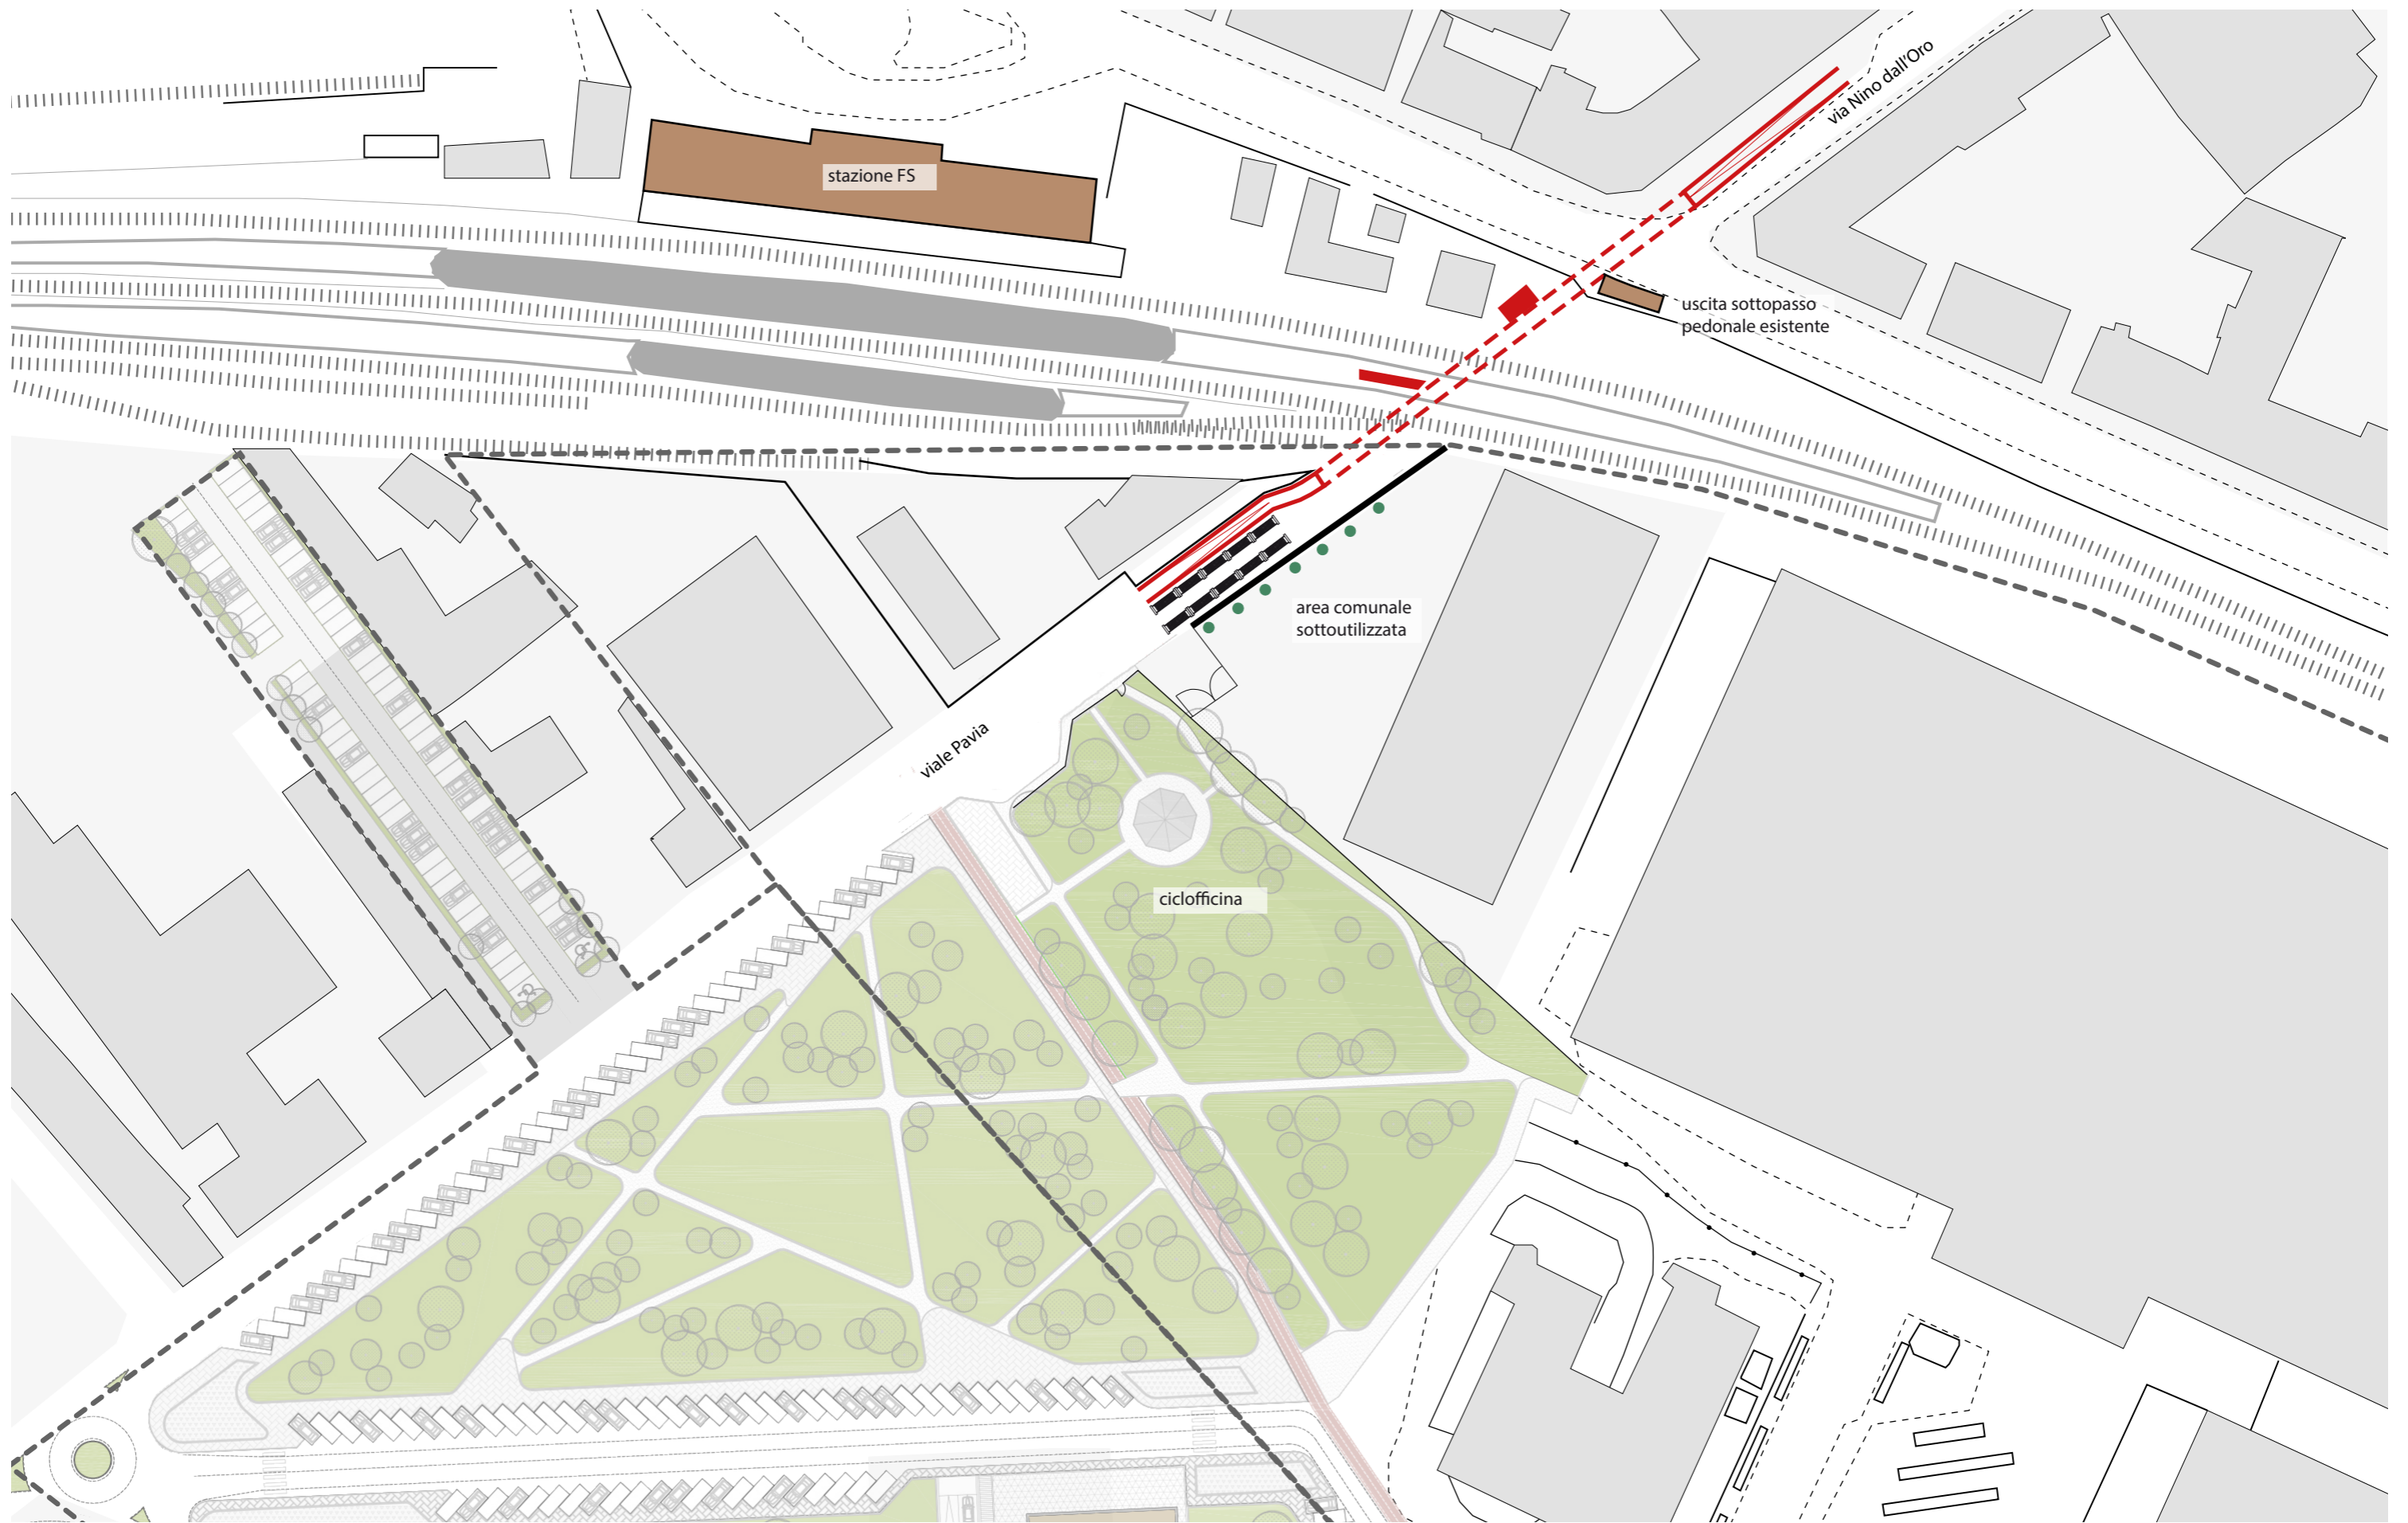 via Nino dall'Oro
stazione FS
uscita sottopasso
pedonale esistente
area comunale
sottoutilizzata
viale Pavia
ciclofficina